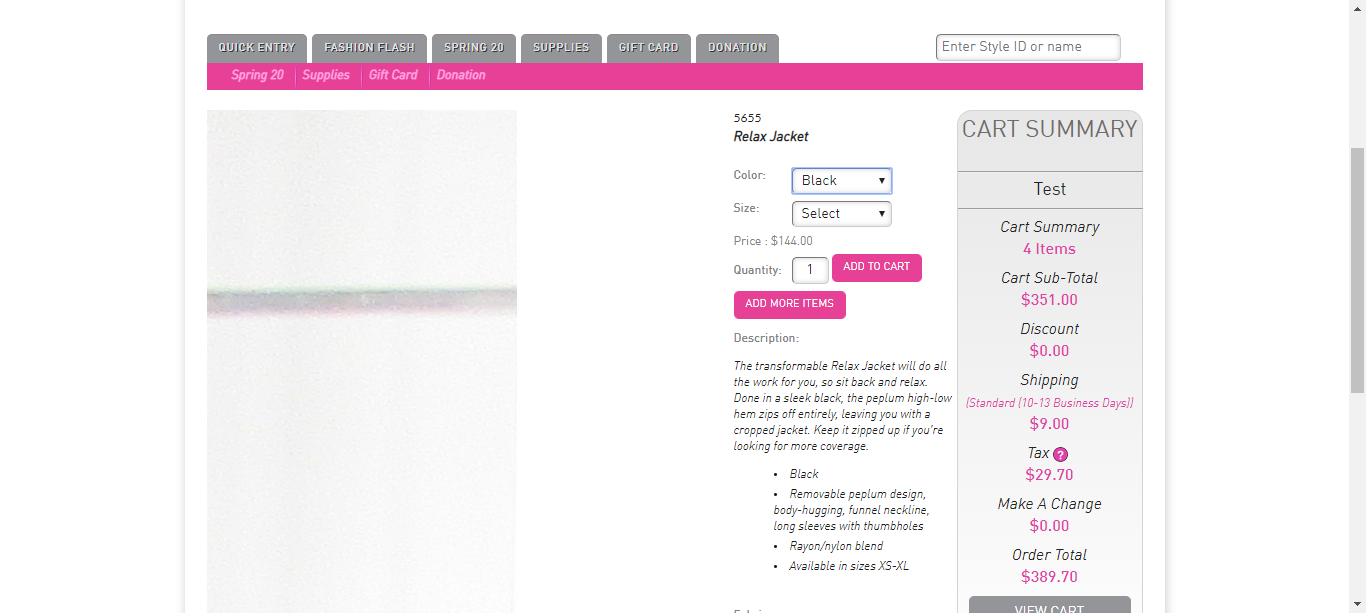 QUICK ENTRY
FASHION FLASH
SPRING 20
SUPPLIES
GIFT CARD
DONATION
Enter Style ID or name
Spring 20
Supplies
Gift Card
Donation
5655
Relax Jacket
Color:
Black
Size:
Select
Price : $144.00
Quantity:
1
ADD TO CART
ADD MORE ITEMS
Description:
The transformable Relax Jacket will do all
the work for you, so sit back and relax.
Done in a sleek black, the peplum high-low
hem zips off entirely, leaving you with a
cropped jacket. Keep it zipped up if you're
looking for more coverage.
• Black
• Removable peplum design,
body-hugging, funnel neckline,
long sleeves with thumbholes
• Rayon/nylon blend
• Available in sizes XS-XL
CART SUMMARY
Test
Cart Summary
4 Items
Cart Sub-Total
$351.00
Discount
$0.00
Shipping
(Standard (10-13 Business Days))
$9.00
Tax ?
$29.70
Make A Change
$0.00
Order Total
$389.70
VIEW CART